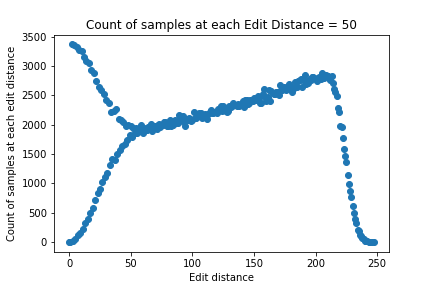 Count of samples at each Edit Distance = 50
Count of samples at each edit distance
3500
3000
2500
2000
1500
1000
500
0
0 50 100 150 200 250
Edit distance